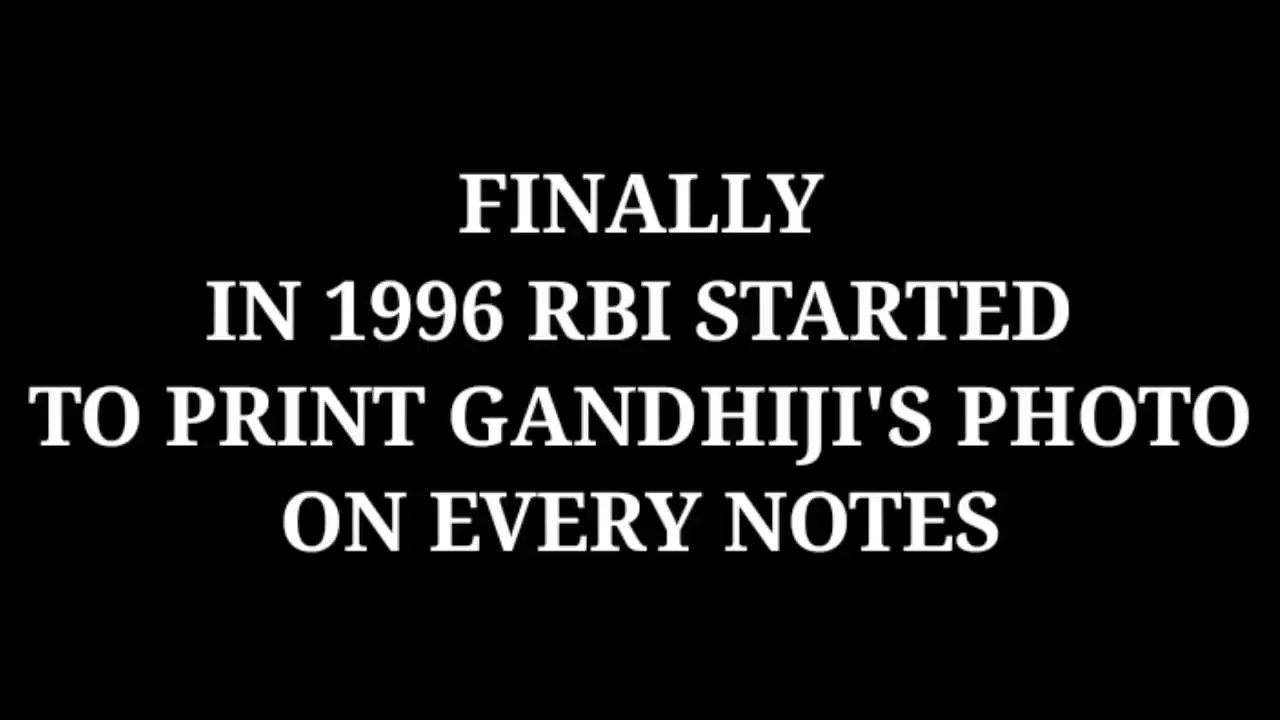 FINALLY
IN 1996 RBI STARTED
TO PRINT GANDHIJI'S PHOTO
ON EVERY NOTES